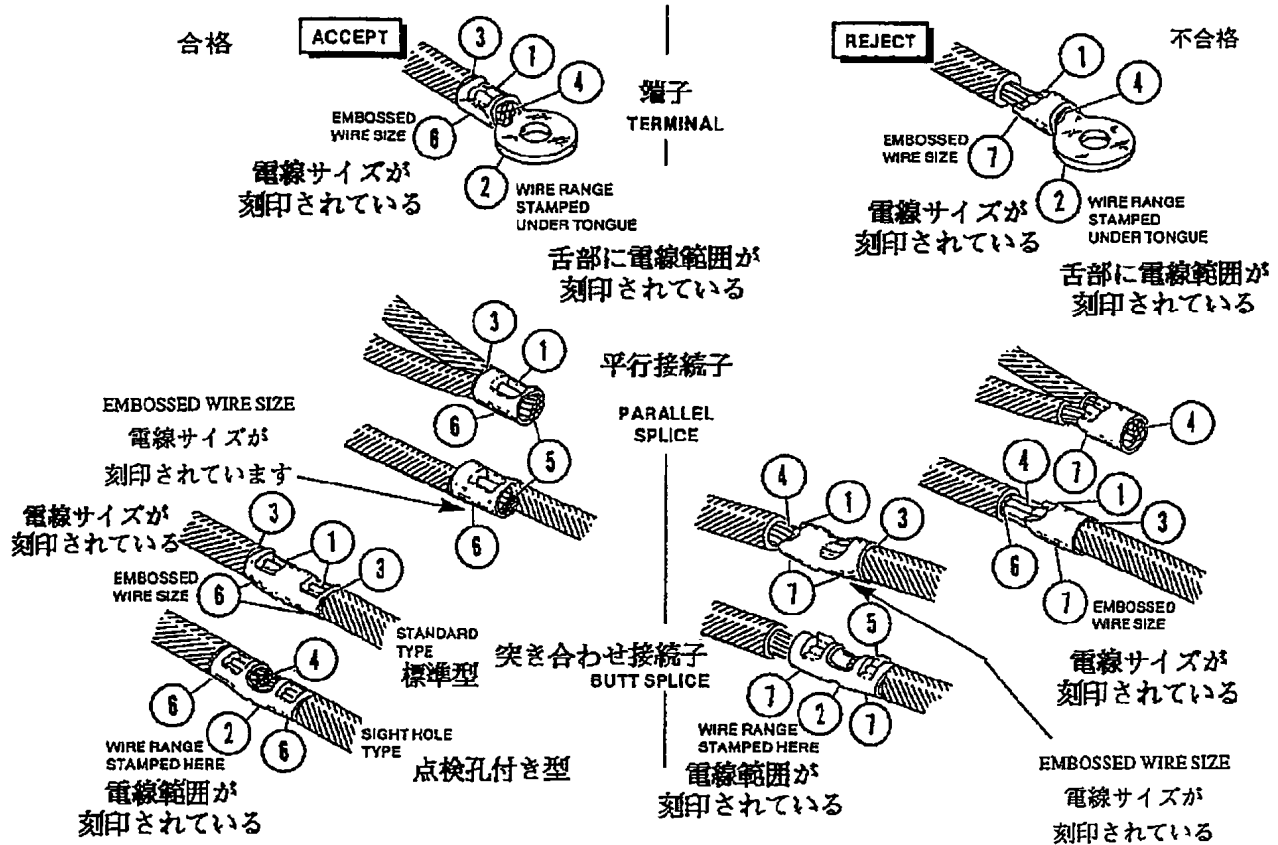 合格
ACCEPT
REJECT
不合格
3
1
4
端子
TERMINAL
EMBOSSED
WIRE SIZE
6
電線サイズが
刻印されている
2
WIRE RANGE
STAMPED
UNDER TONGUE
舌部に電線範囲が
刻印されている
1
4
EMBOSSED
WIRE SIZE
7
電線サイズが
刻印されている
2
WIRE RANGE
STAMPED
UNDER TONGUE
舌部に電線範囲が
刻印されている
3
1
平行接続子
PARALLEL
SPLICE
6
5
6
EMBOSSED WIRE SIZE
電線サイズが
刻印されています
電線サイズが
刻印されている
3
1
3
EMBOSSED
WIRE SIZE
6
STANDARD
TYPE
標準型
突き合わせ接続子
BUTT SPLICE
4
6
2
6
WIRE RANGE
STAMPED HERE
電線範囲が
刻印されている
SIGHT HOLE
TYPE
点検孔付き型
4
7
4
1
3
6
7
EMBOSSED
WIRE SIZE
電線サイズが
刻印されている
4
1
3
7
5
7
2
7
WIRE RANGE
STAMPED HERE
電線範囲が
刻印されている
EMBOSSED WIRE SIZE
電線サイズが
刻印されている